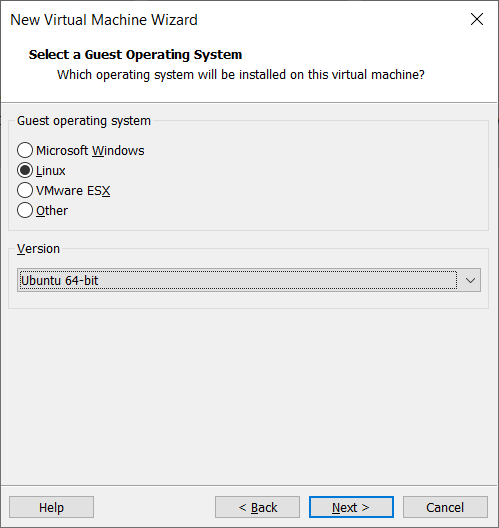 New Virtual Machine Wizard
Select a Guest Operating System
Which operating system will be installed on this virtual machine?
Guest operating system
Microsoft Windows
Linux
VMware ESX
Other
Version
Ubuntu 64-bit
Help
< Back
Next >
Cancel